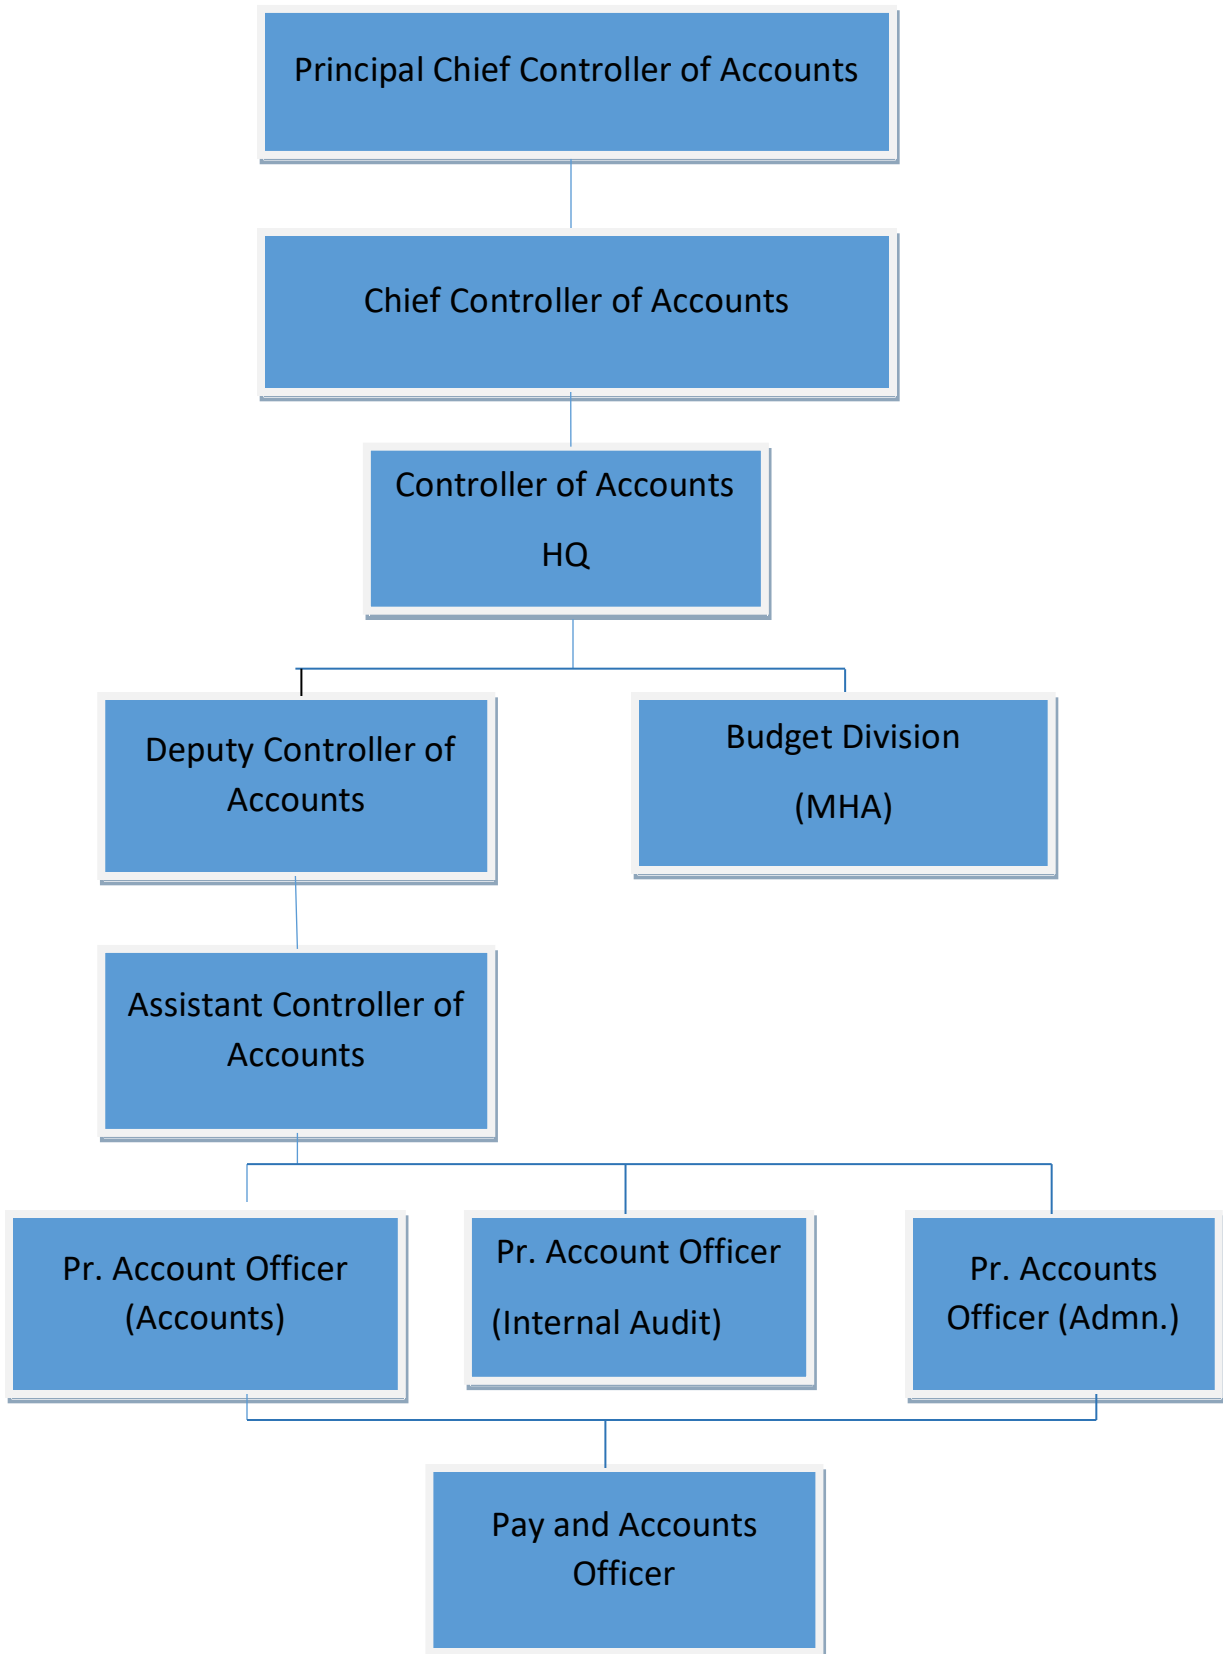 Principal Chief Controller of Accounts
Chief Controller of Accounts
Controller of Accounts
HQ
Deputy Controller of
Accounts
Budget Division
(MHA)
Assistant Controller of
Accounts
Pr. Account Officer
(Accounts)
Pr. Account Officer
(Internal Audit)
Pr. Accounts
Officer (Admn.)
Pay and Accounts
Officer